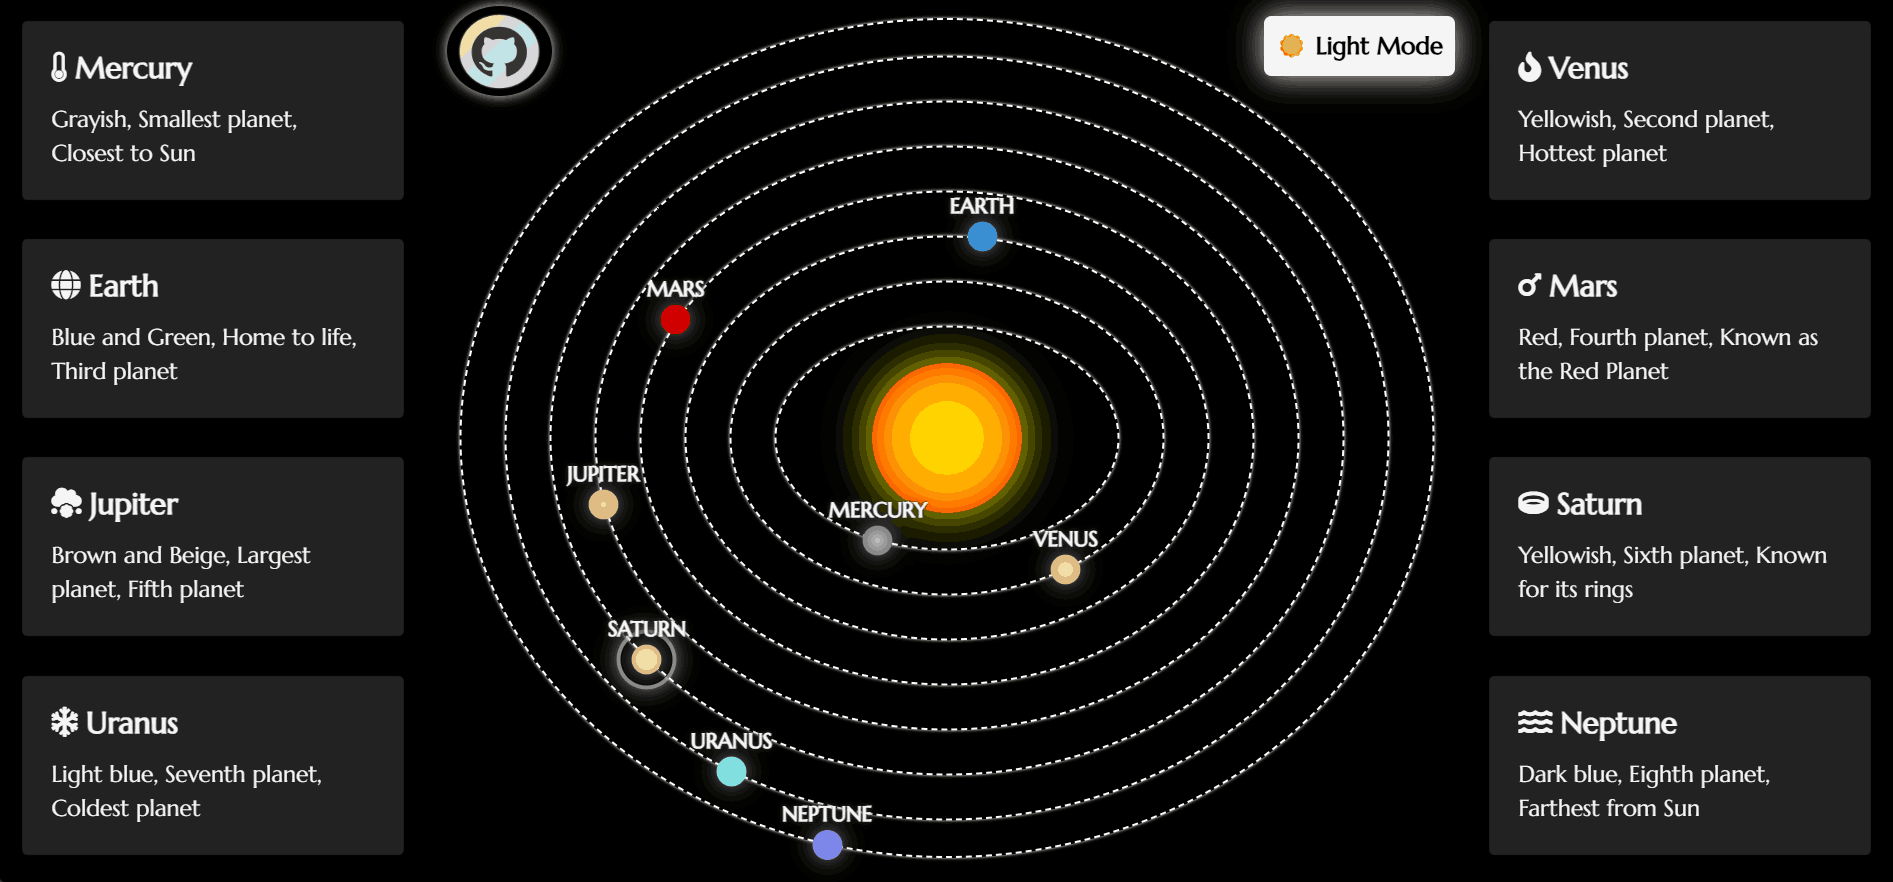 Mercury
Grayish, Smallest planet,
Closest to Sun
Earth
Blue and Green, Home to life,
Third planet
Jupiter
Brown and Beige, Largest
planet, Fifth planet
Uranus
Light blue, Seventh planet,
Coldest planet
Light Mode
EARTH
MARS
JUPITER
MERCURY
VENUS
SATURN
URANUS
NEPTUNE
Venus
Yellowish, Second planet,
Hottest planet
Mars
Red, Fourth planet, Known as
the Red Planet
Saturn
Yellowish, Sixth planet, Known
for its rings
Neptune
Dark blue, Eighth planet,
Farthest from Sun